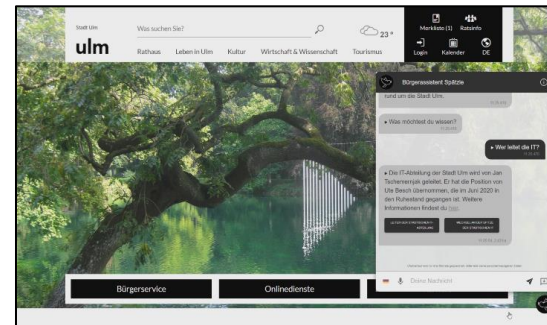 Stadt Ulm
ulm
Was suchen Sie?
23 °
Merkliste (1)
Ratsinfo
Login
Kalender
DE
Rathaus
Leben in Ulm
Kultur
Wirtschaft & Wissenschaft
Tourismus
Bürgerassistent Spätzle
rund um die Stadt Ulm.
▸ Was möchtest du wissen?
▸ Wer leitet die IT?
▸ Die IT-Abteilung der Stadt Ulm wird von Jan
Tschemernjak geleitet. Er hat die Position von
Ute Besch übernommen, die im Juni 2020 in
den Ruhestand gegangen ist. Weitere
Informationen findest du hier.
Deine Nachricht
Bürgerservice
Onlinedienste